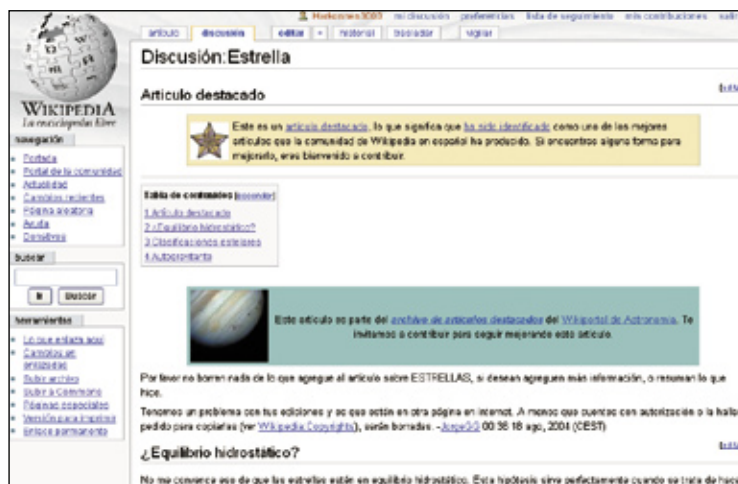 Harkonnen2000 mi discusión preferencias lista de seguimiento mis contribuciones salir
artículo discusión editar + historial trasladar vigilar
Discusión:Estrella
WIKIPEDIA
La enciclopedia libre
navegación
Portada
Portal de la comunidad
Actualidad
Cambios recientes
Página aleatoria
Ayuda
Donativos
buscar
Ir Buscar
herramientas
Lo que enlaza aquí
Cambios en
enlazadas
Subir archivo
Subir a Commons
Páginas especiales
Versión para imprimir
Enlace permanente
Artículo destacado
Este es un artículo destacado, lo que significa que ha sido identificado como uno de los mejores
artículos que la comunidad de Wikipedia en español ha producido. Si encuentras alguna forma para
mejorarlo, eres bienvenido a contribuir.
Tabla de contenidos [esconder]
1 Artículo destacado
2 ¿Equilibrio hidrostático?
3 Clasificaciones estelares
4 Autogravitante
Este artículo es parte del archivo de artículos destacados del Wikiportal de Astronomía. Te
invitamos a contribuir para seguir mejorando este artículo.
Por favor no borren nada de lo que agregue al artículo sobre ESTRELLAS, si desean agreguen más información, o resuman lo que
hice.
Tenemos un problema con tus ediciones y es que están en otra página en internet. A menos que cuentes con autorización o la hallas
pedido para copiarlas (ver Wikipedia Copyrights), serán borradas. -JorgeGG 00:36 18 ago, 2004 (CEST)
¿Equilibrio hidrostático?
No me convence eso de que las estrellas están en equilibrio hidrostático. Esta hipótesis sirve perfectamente cuando se trata de hace